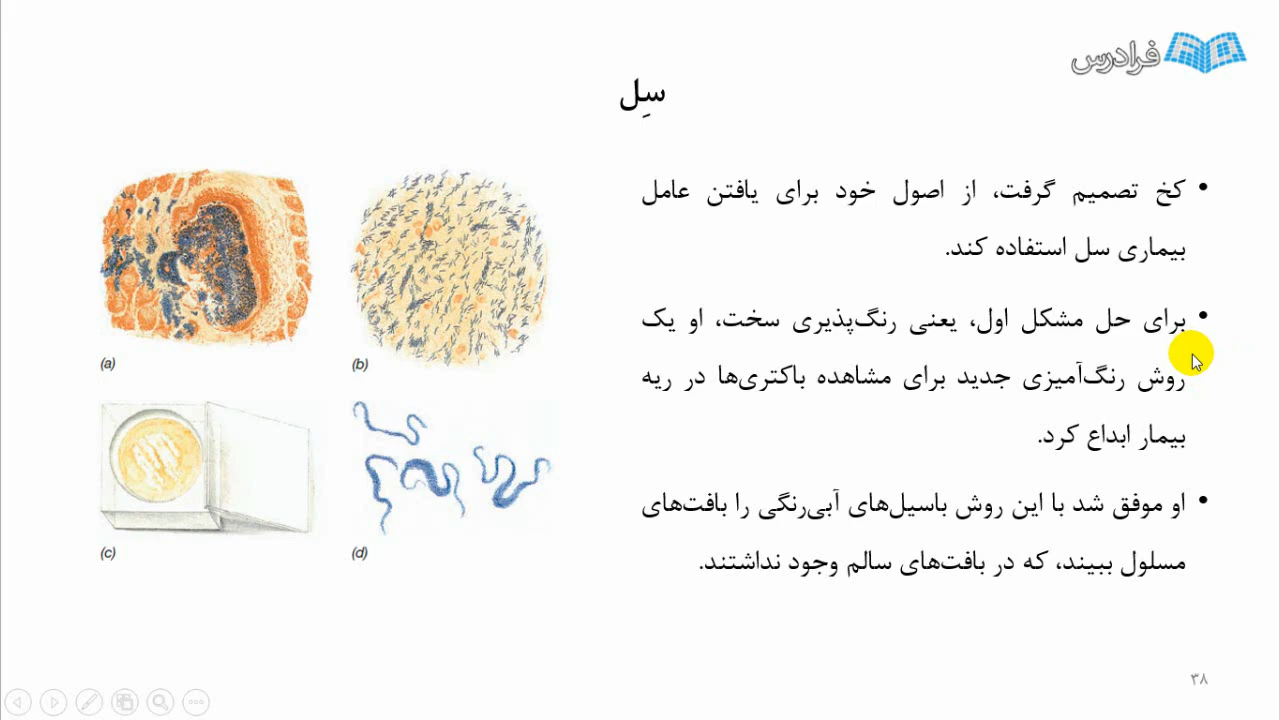 فرادرس
سِل
کخ تصمیم گرفت، از اصول خود برای یافتن عامل
بیماری سل استفاده کند.
برای حل مشکل اول، یعنی رنگ‌پذیری سخت، او یک
روش رنگ‌آمیزی جدید برای مشاهده باکتری‌ها در ریه
بیمار ابداع کرد.
او موفق شد با این روش باسیل‌های آبی‌رنگی را بافت‌های
مسلول ببیند، که در بافت‌های سالم وجود نداشتند.
(a)
(b)
(c)
(d)
۳۸